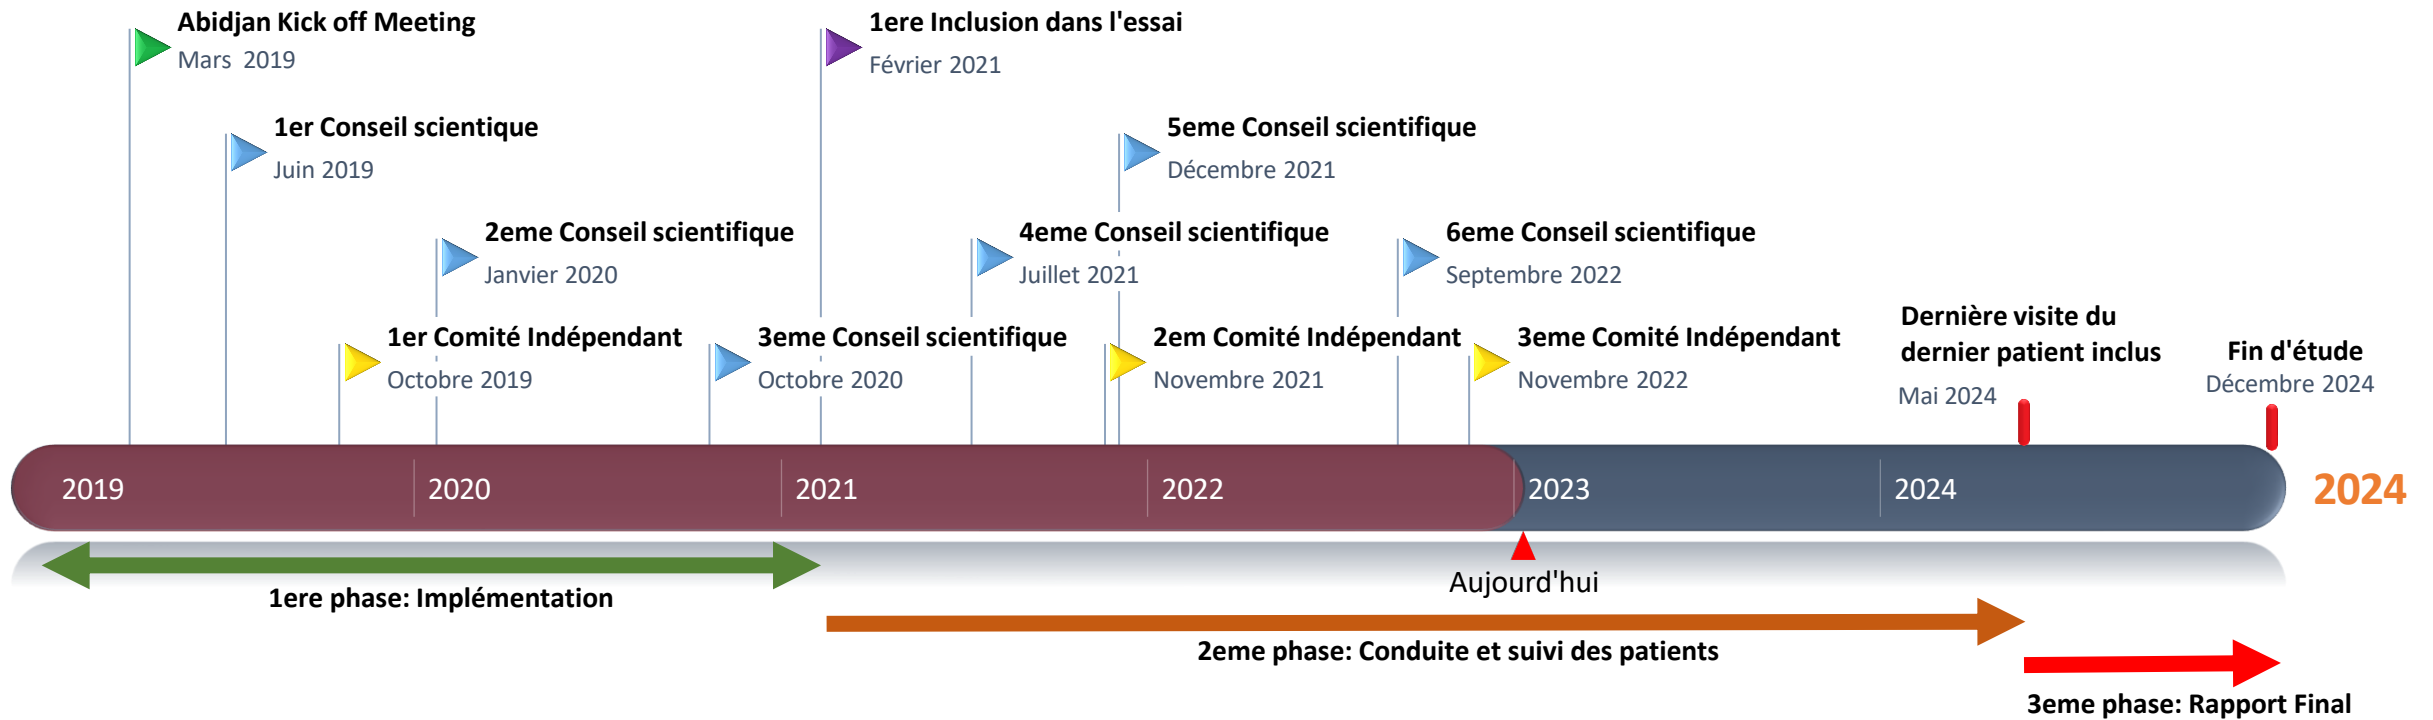 Abidjan Kick off Meeting
Mars 2019
1ere Inclusion dans l'essai
Février 2021
1er Conseil scientique
Juin 2019
5eme Conseil scientifique
Décembre 2021
2eme Conseil scientifique
Janvier 2020
4eme Conseil scientifique
Juillet 2021
6eme Conseil scientifique
Septembre 2022
1er Comité Indépendant
Octobre 2019
3eme Conseil scientifique
Octobre 2020
2em Comité Indépendant
Novembre 2021
3eme Comité Indépendant
Novembre 2022
Dernière visite du
dernier patient inclus
Mai 2024
Fin d'étude
Décembre 2024
2019
2020
2021
2022
2023
2024
2024
Aujourd'hui
1ere phase: Implémentation
2eme phase: Conduite et suivi des patients
3eme phase: Rapport Final